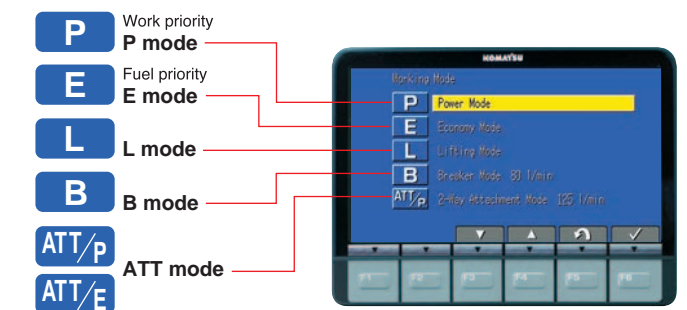 P
Work priority
P mode
E
Fuel priority
E mode
L
L mode
B
B mode
ATT/P
ATT/E
ATT mode
KOMATSU
Working Mode
P Power Mode
E Economy Mode
L Lifting Mode
B Breaker Mode 80 l/min
ATT/P 2-Way Attachment Mode 125 l/min
F1 F2 F3 F4 F5 F6